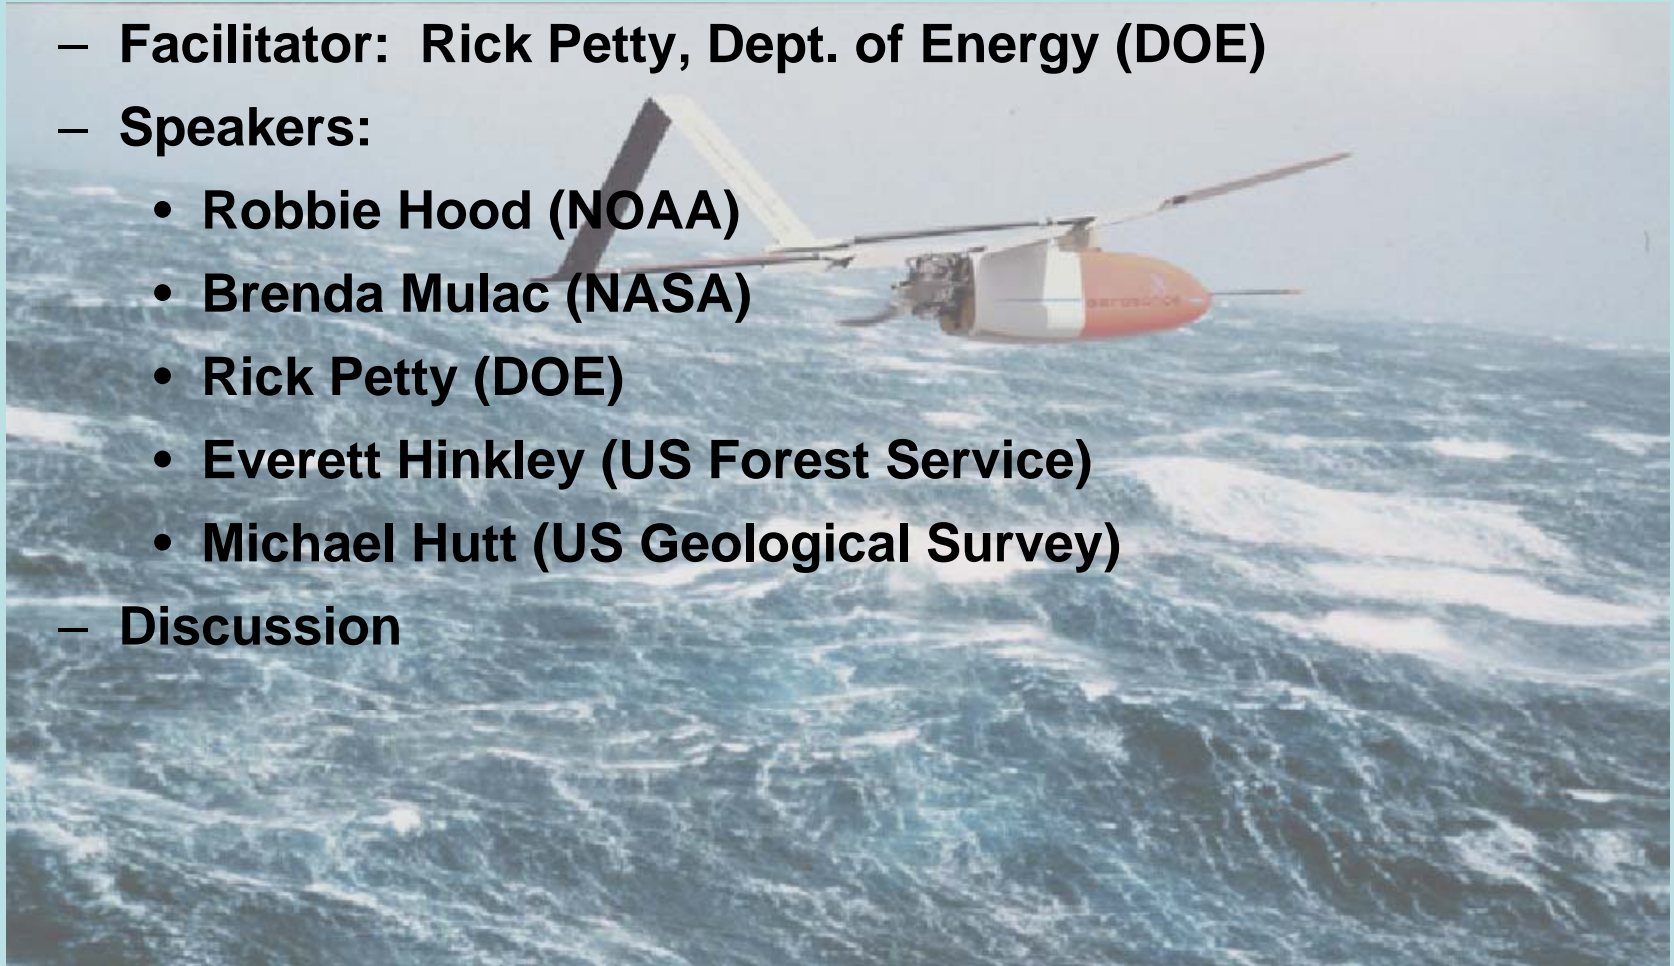 – Facilitator: Rick Petty, Dept. of Energy (DOE)
– Speakers:
• Robbie Hood (NOAA)
• Brenda Mulac (NASA)
• Rick Petty (DOE)
• Everett Hinkley (US Forest Service)
• Michael Hutt (US Geological Survey)
– Discussion
aerosonde